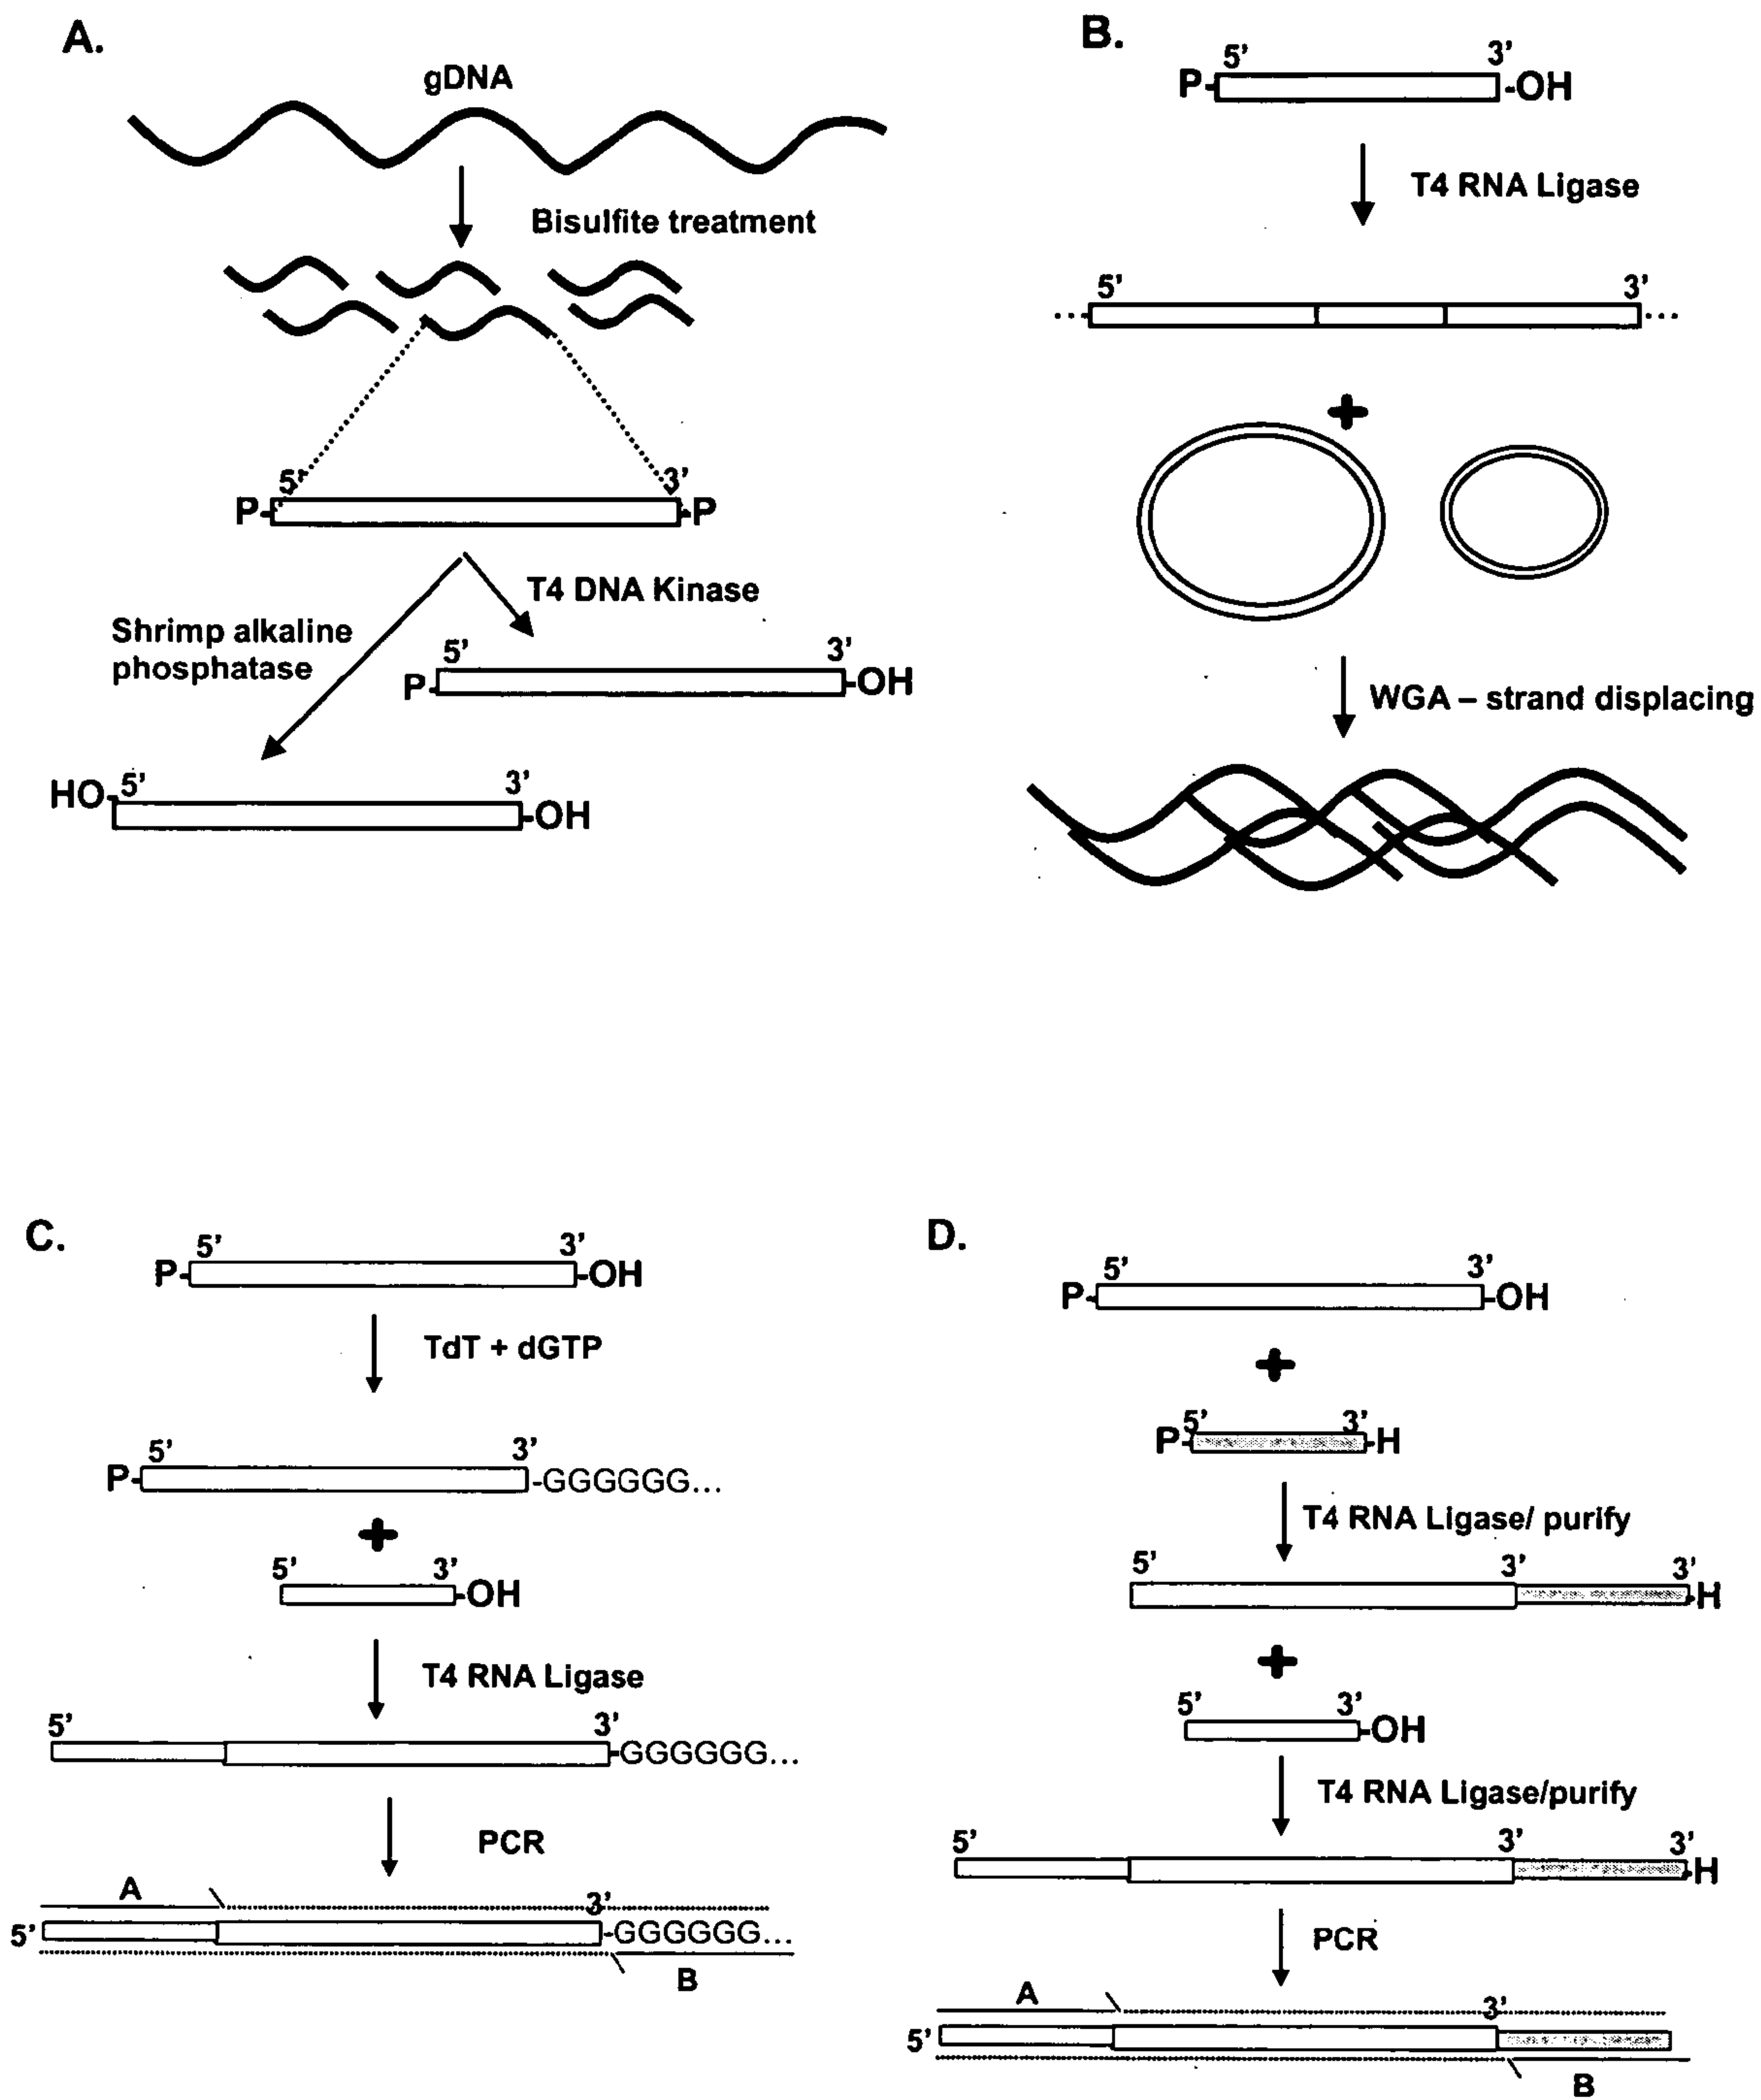 A.
gDNA
Bisulfite treatment
5' 3'
P- -P
T4 DNA Kinase
Shrimp alkaline
phosphatase
5' 3'
P- -OH
HO- 5' 3'
-OH
B.
5' 3'
P- -OH
T4 RNA Ligase
5' 3'
... ...
+
WGA – strand displacing
C.
5' 3'
P- -OH
TdT + dGTP
5' 3'
P- -GGGGGG...
+
5' 3'
-OH
T4 RNA Ligase
5' 3'
-GGGGGG...
PCR
A
3'
5' -GGGGGG...
B
D.
5' 3'
P- -OH
+
5' 3'
P- -H
T4 RNA Ligase/ purify
5' 3' 3'
-H
+
5' 3'
-OH
T4 RNA Ligase/purify
5' 3' 3'
-H
PCR
A
3'
5'
B